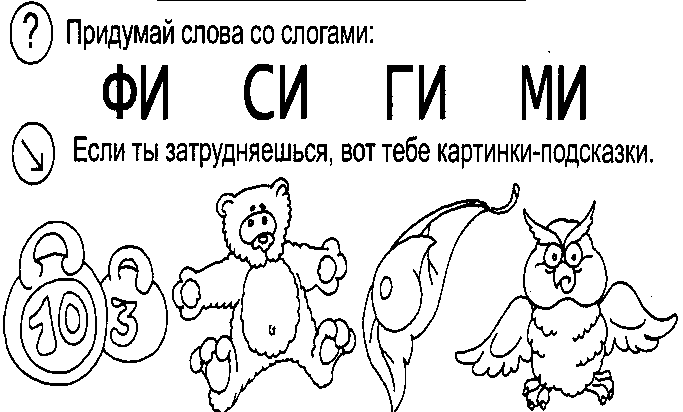 ? Придумай слова со слогами:
ФИ СИ ГИ МИ
Если ты затрудняешься, вот тебе картинки-подсказки.
10 3